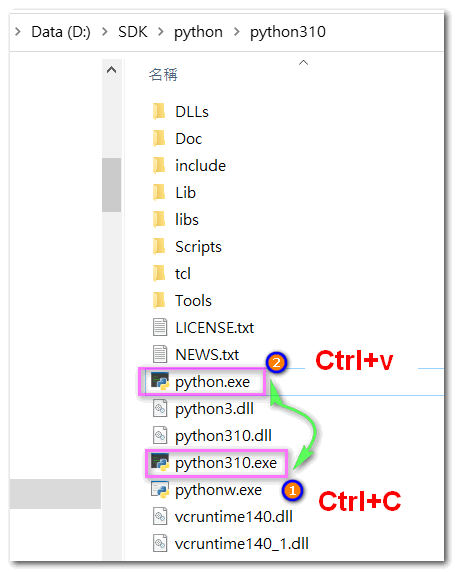 Data (D:) > SDK > python > python310
名稱
DLLs
Doc
include
Lib
libs
Scripts
tcl
Tools
LICENSE.txt
NEWS.txt
2 Ctrl+v
python.exe
python3.dll
python310.dll
python310.exe
pythonw.exe 1 Ctrl+C
vcruntime140.dll
vcruntime140_1.dll